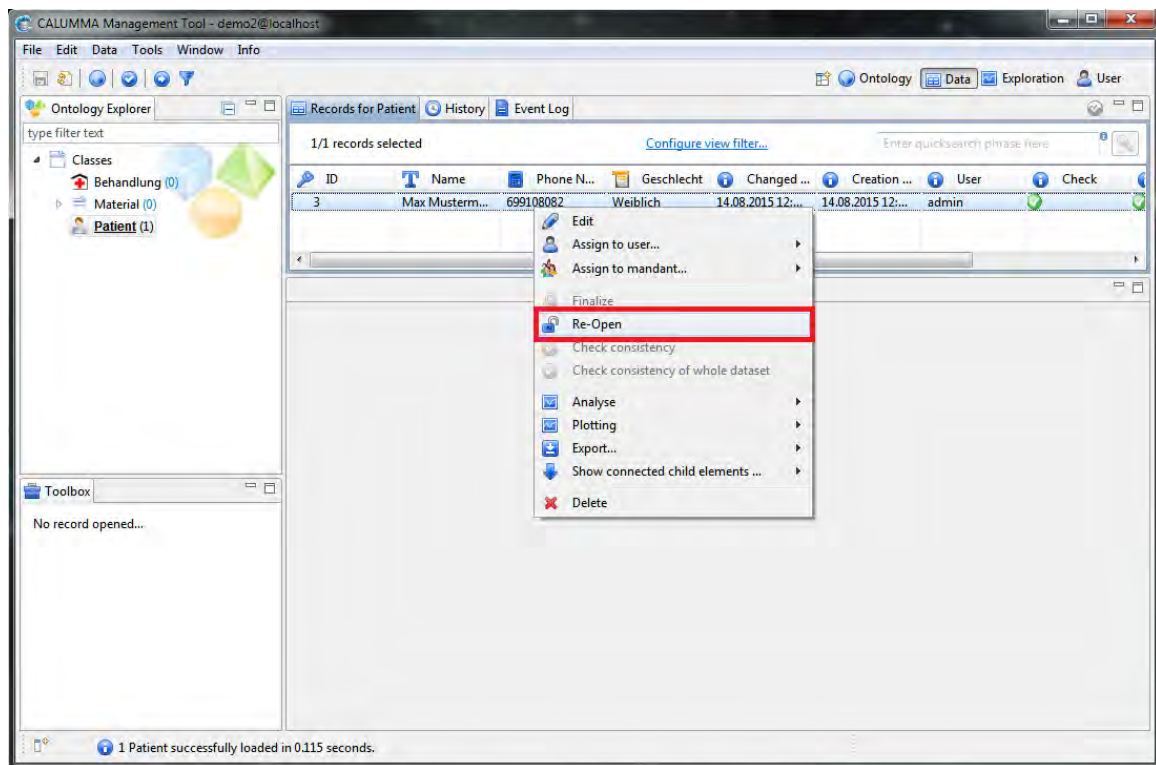 CALUMMA Management Tool - demo2@localhost
File Edit Data Tools Window Info
Ontology Data Exploration User
Ontology Explorer
type filter text
Classes
Behandlung (0)
Material (0)
Patient (1)
Records for Patient History Event Log
1/1 records selected Configure view filter... Enter quicksearch phrase here
ID Name Phone N... Geschlecht Changed ... Creation ... User Check
3 Max Musterm... 699108082 Weiblich 14.08.2015 12:... 14.08.2015 12:... admin
Edit
Assign to user...
Assign to mandant...
Finalize
Re-Open
Check consistency
Check consistency of whole dataset
Analyse
Plotting
Export...
Show connected child elements ...
Delete
Toolbox
No record opened...
1 Patient successfully loaded in 0.115 seconds.